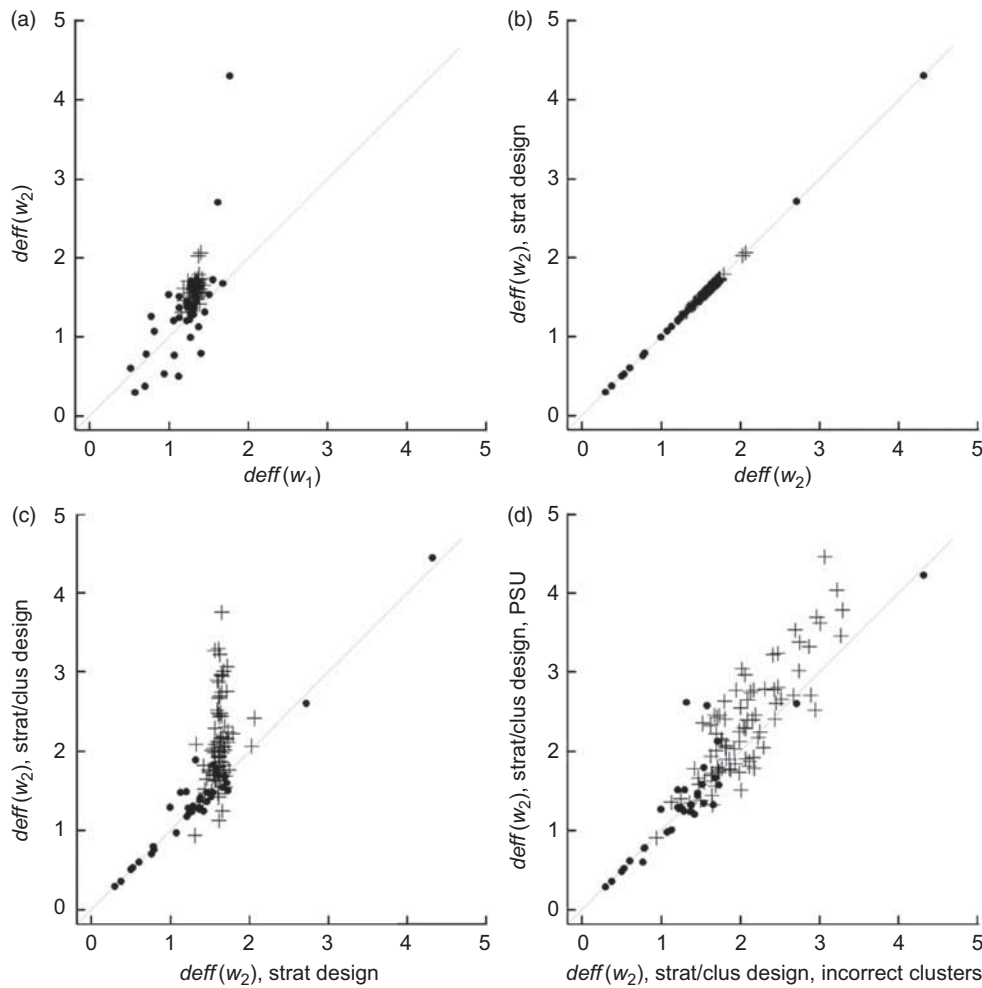 (a)
5
4
3
2
1
0
deff(w2)
0 1 2 3 4 5
deff(w1)
(b)
5
4
3
2
1
0
deff(w2), strat design
0 1 2 3 4 5
deff(w2)
(c)
5
4
3
2
1
0
deff(w2), strat/clus design
0 1 2 3 4 5
deff(w2), strat design
(d)
5
4
3
2
1
0
deff(w2), strat/clus design, PSU
0 1 2 3 4 5
deff(w2), strat/clus design, incorrect clusters